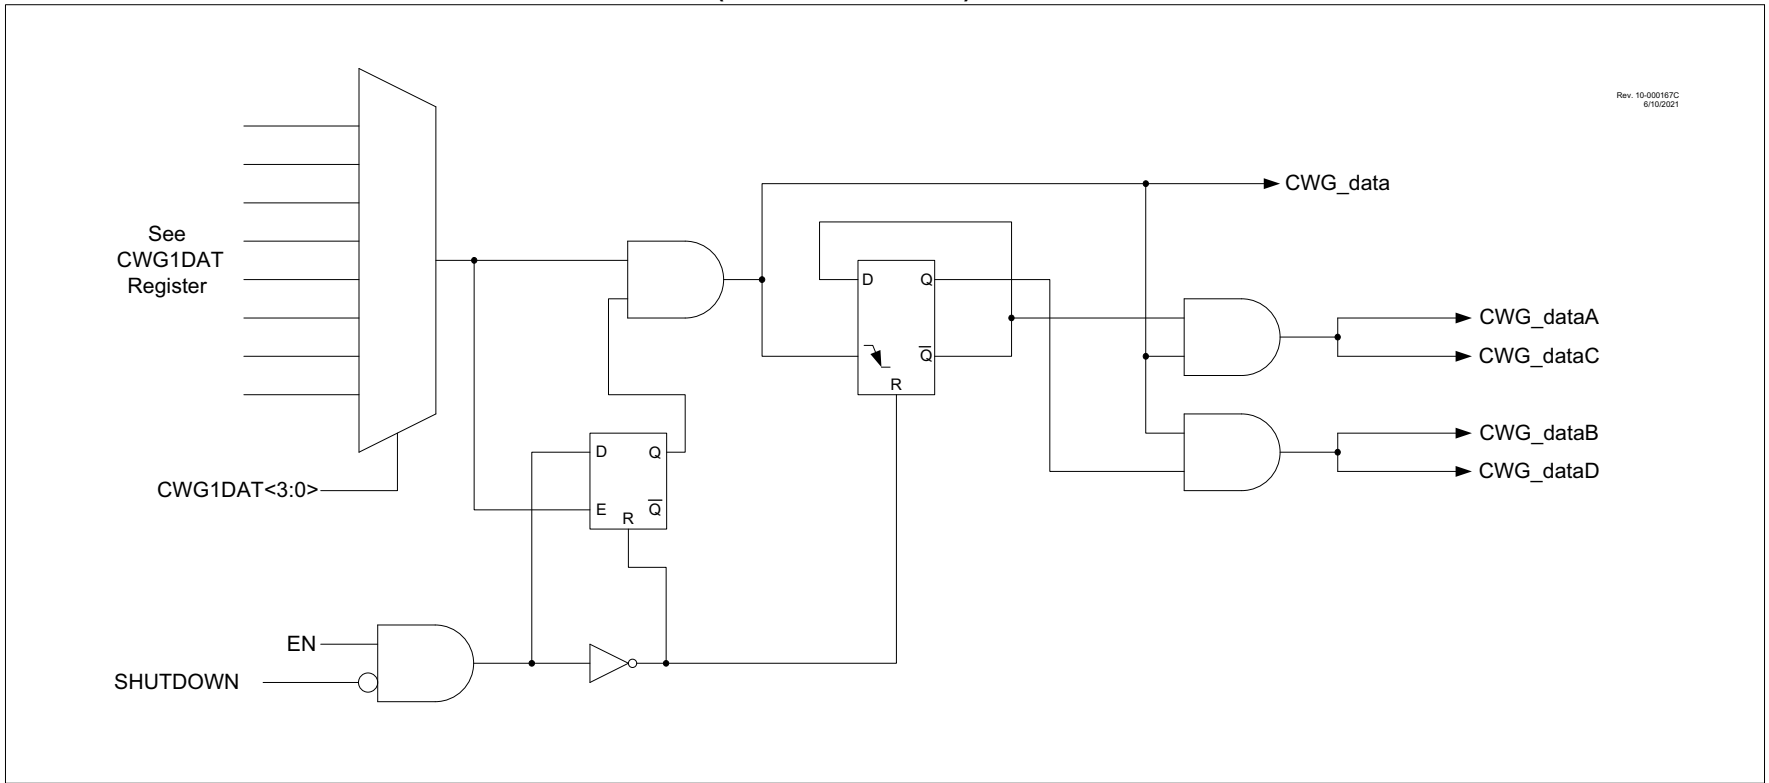 Rev. 10-000167C
6/10/2021
CWG_data
See
CWG1DAT
Register
D
Q
Q
R
CWG_dataA
CWG_dataC
CWG_dataB
CWG_dataD
D
Q
E
R
Q
CWG1DAT<3:0>
EN
SHUTDOWN